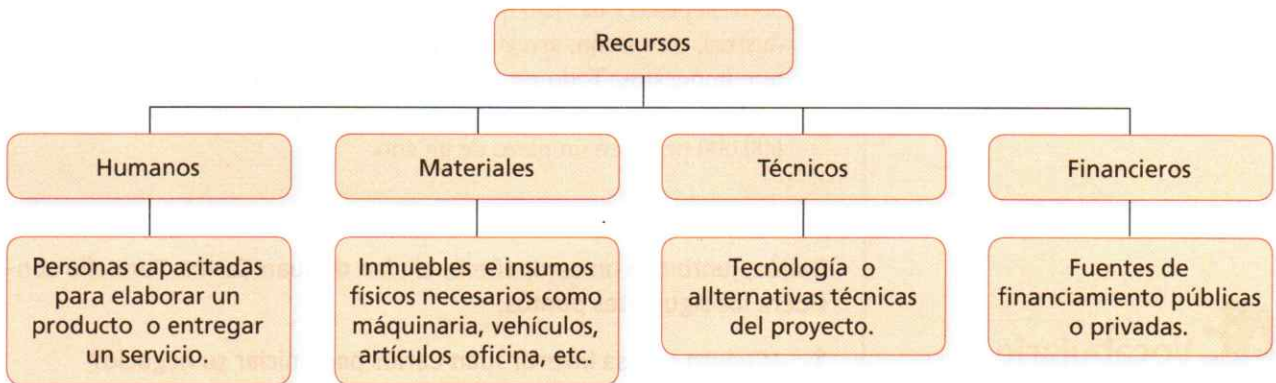 Recursos
Humanos
Materiales
Técnicos
Financieros
Personas capacitadas
para elaborar un
producto o entregar
un servicio.
Inmuebles e insumos
físicos necesarios como
máquinaria, vehículos,
artículos oficina, etc.
Tecnología o
allternativas técnicas
del proyecto.
Fuentes de
financiamiento públicas
o privadas.